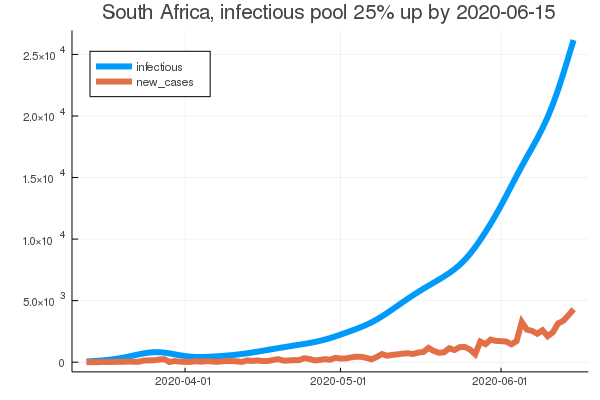 South Africa, infectious pool 25% up by 2020-06-15
infectious
new_cases
2.5×10 4
2.0×10 4
1.5×10 4
1.0×10 4
5.0×10 3
0
2020-04-01 2020-05-01 2020-06-01